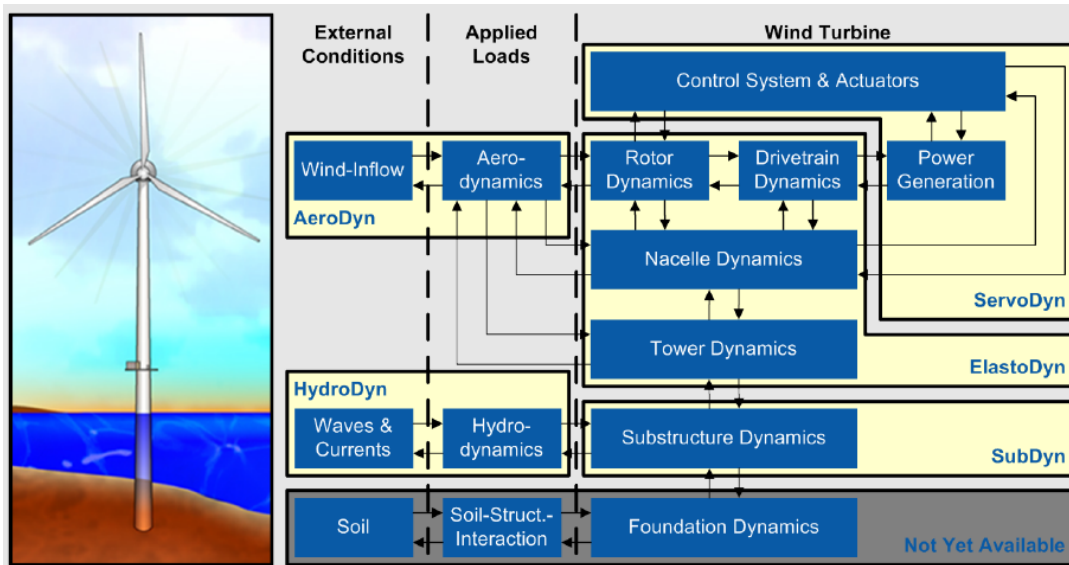 External
Conditions
Applied
Loads
Wind Turbine
Control System & Actuators
Wind-Inflow
Aero-
dynamics
Rotor
Dynamics
Drivetrain
Dynamics
Power
Generation
AeroDyn
Nacelle Dynamics
ServoDyn
Tower Dynamics
ElastoDyn
HydroDyn
Waves &
Currents
Hydro-
dynamics
Substructure Dynamics
SubDyn
Soil
Soil-Struct.-
Interaction
Foundation Dynamics
Not Yet Available